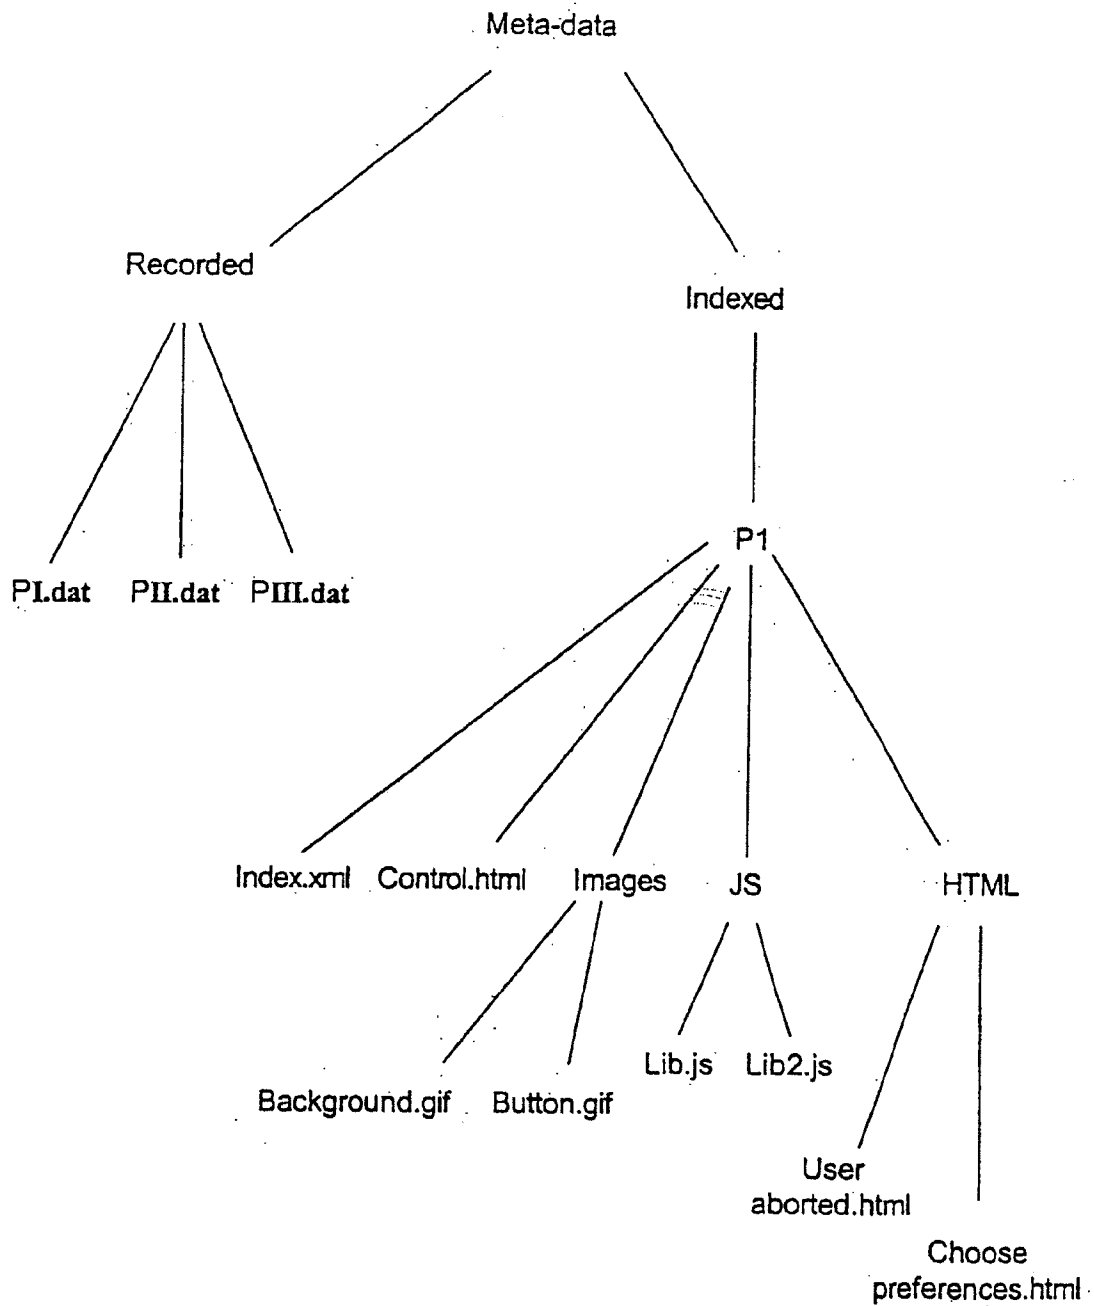 Meta-data
Recorded
Indexed
P1
PI.dat PII.dat PIII.dat
Index.xml Control.html Images JS HTML
Lib.js Lib2.js
Background.gif Button.gif
User
aborted.html
Choose
preferences.html